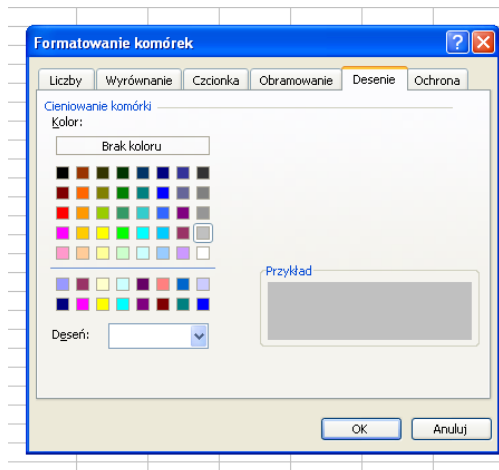 Formatowanie komórek
Liczby Wyrównanie Czcionka Obramowanie Desenie Ochrona
Cieniowanie komórki
Kolor:
Brak koloru
Przykład
Deseń:
OK Anuluj